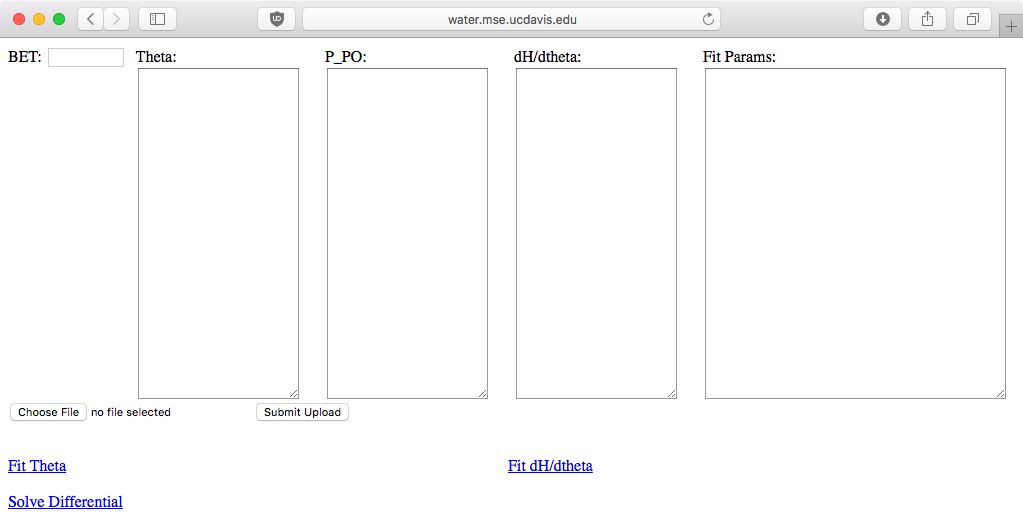 water.mse.ucdavis.edu
BET: Theta: P_PO: dH/dtheta: Fit Params:
Choose File no file selected Submit Upload
Fit Theta Fit dH/dtheta
Solve Differential